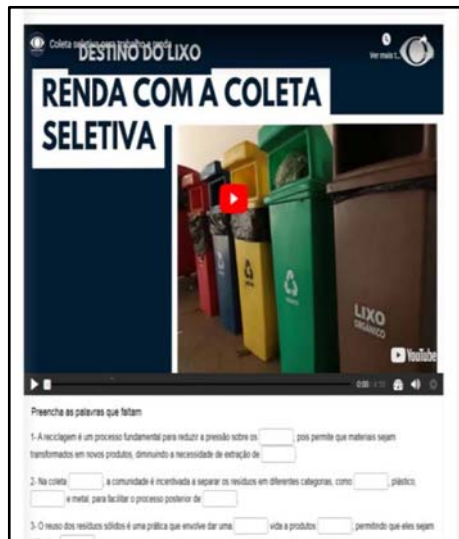 Coleta seletiva gera trabalho e renda
DESTINO DO LIXO
Ver mais t...
RENDA COM A COLETA
SELETIVA
LIXO
ORGÂNICO
YouTube
0:00
Preencha as palavras que faltam
1- A reciclagem é um processo fundamental para reduzir a pressão sobre os , pois permite que materiais sejam
transformados em novos produtos, diminuindo a necessidade de extração de
2- Na coleta , a comunidade é incentivada a separar os resíduos em diferentes categorias, como , plástico,
e metal, para facilitar o processo posterior de
3- O reuso dos resíduos sólidos é uma prática que envolve dar uma vida a produtos , permitindo que eles sejam